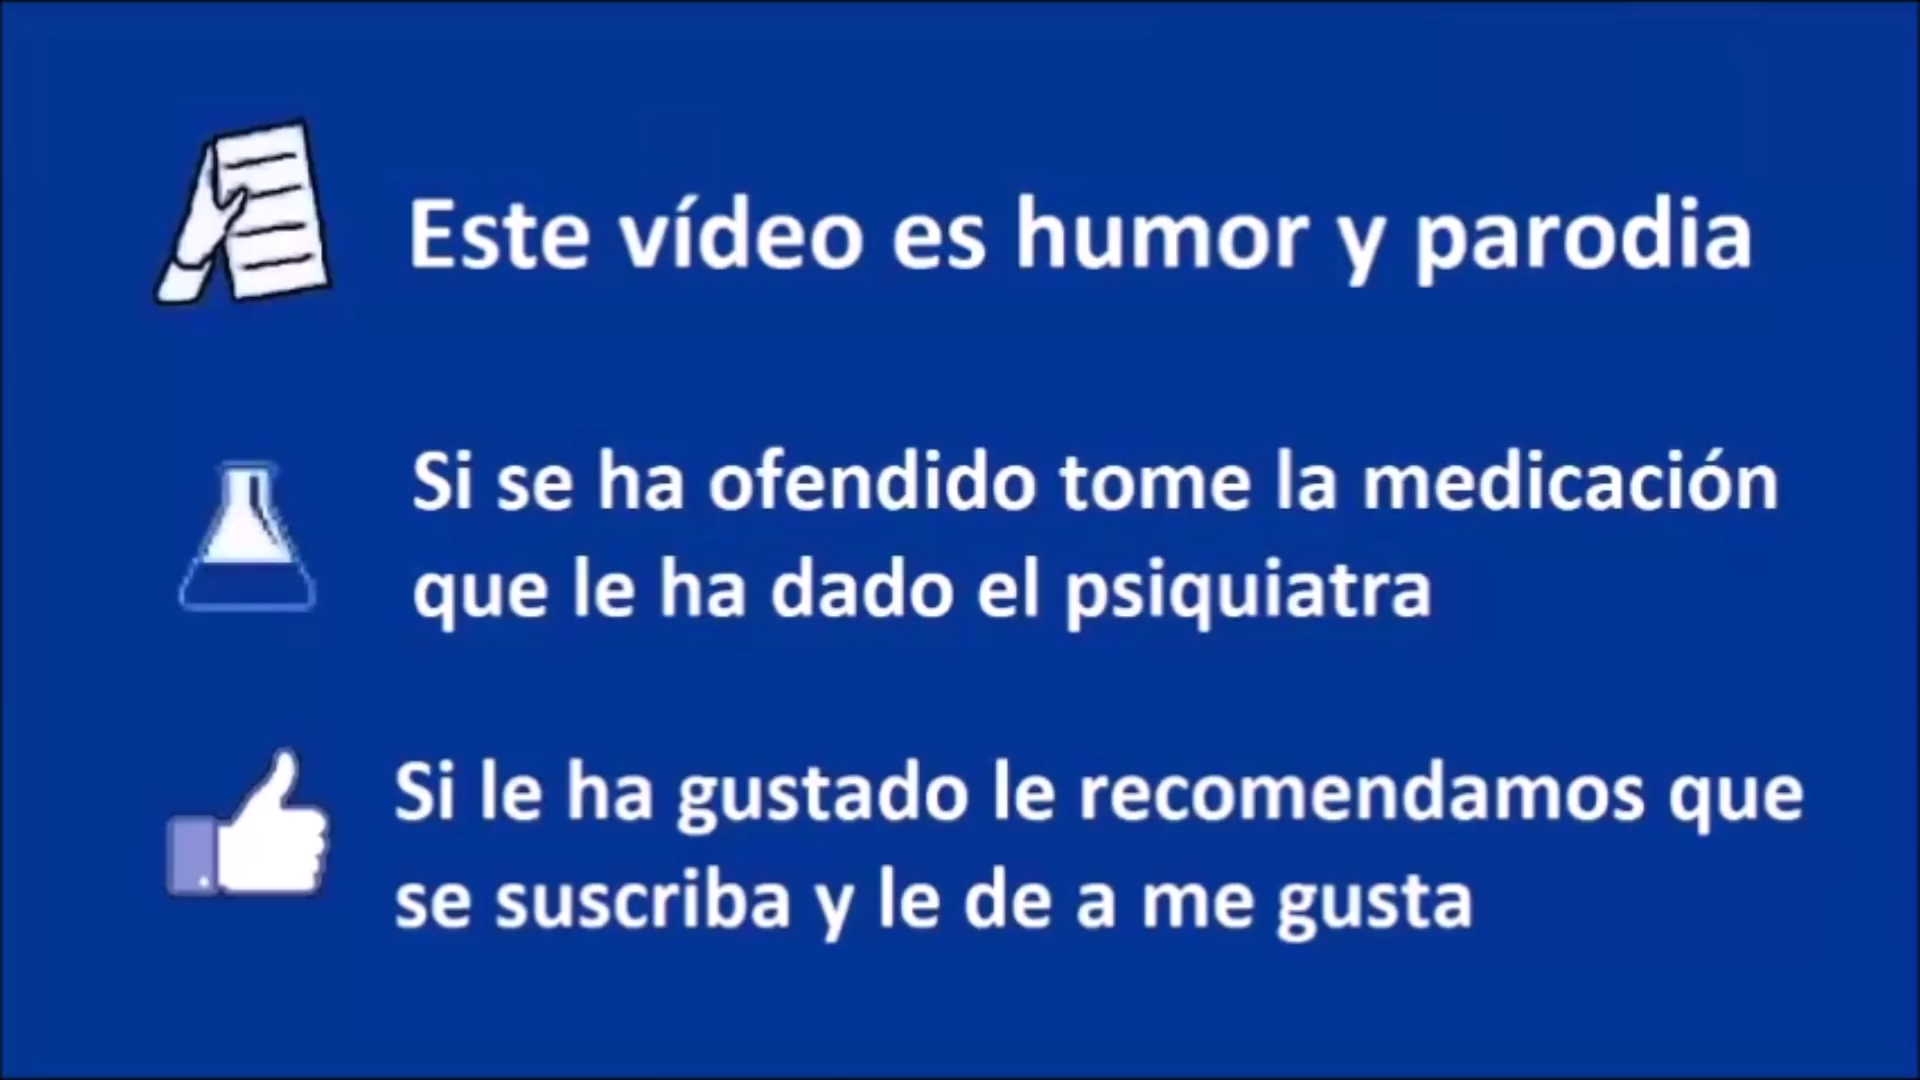 Este vídeo es humor y parodia
Si se ha ofendido tome la medicación
que le ha dado el psiquiatra
Si le ha gustado le recomendamos que
se suscriba y le de a me gusta